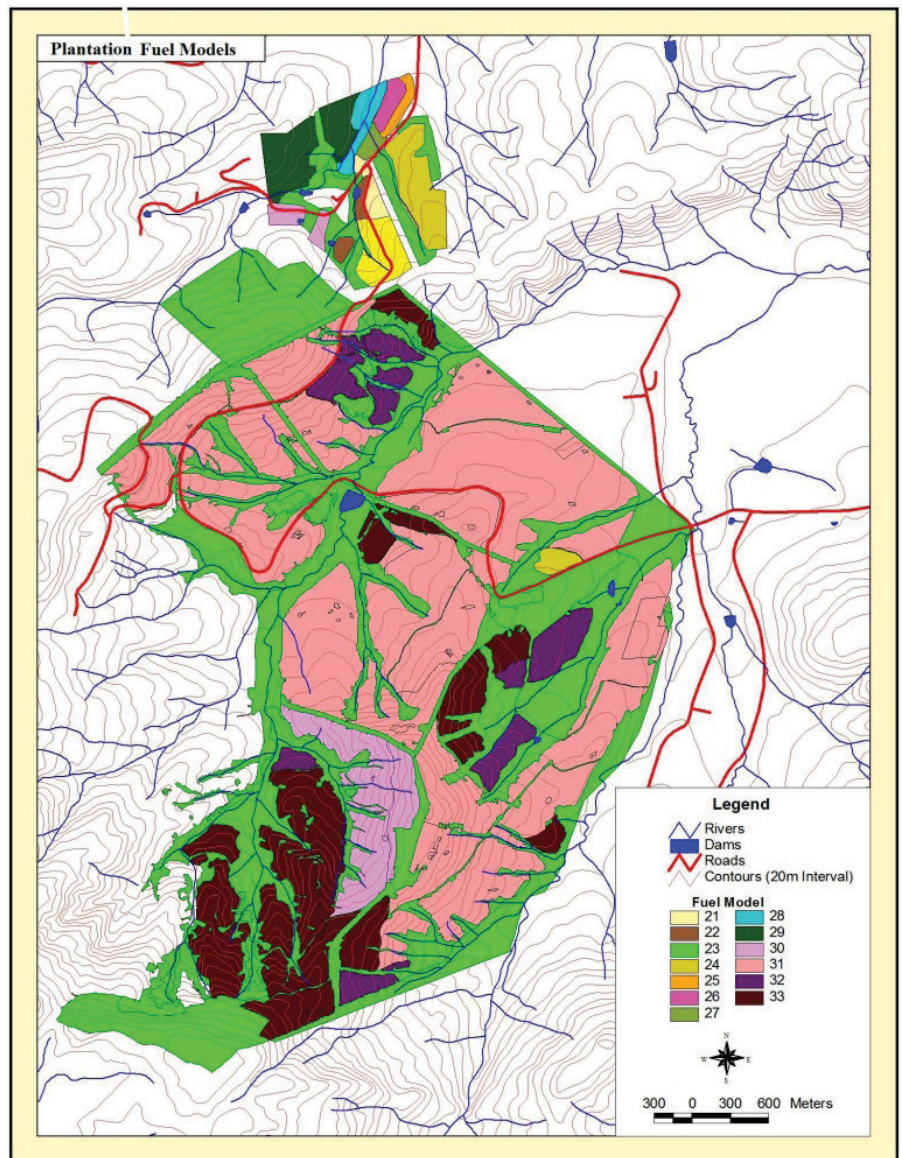 Plantation Fuel Models
Legend
Rivers
Dams
Roads
Contours (20m Interval)
Fuel Model
21 28
22 29
23 30
24 31
25 32
26 33
27
N
W E
S
300 0 300 600 Meters